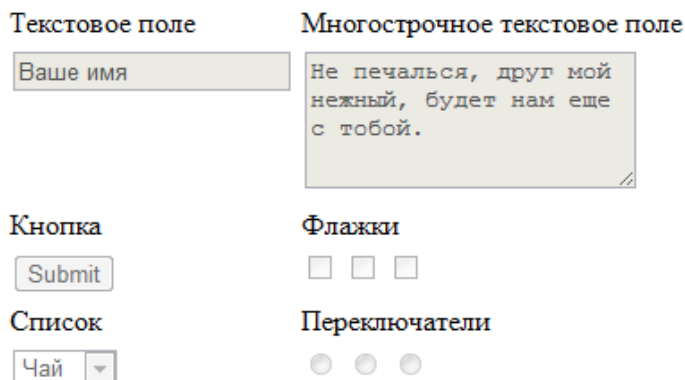 Текстовое поле
Многострочное текстовое поле
Ваше имя
Не печалься, друг мой
нежный, будет нам еще
с тобой.
Кнопка
Флажки
Submit
Список
Переключатели
Чай